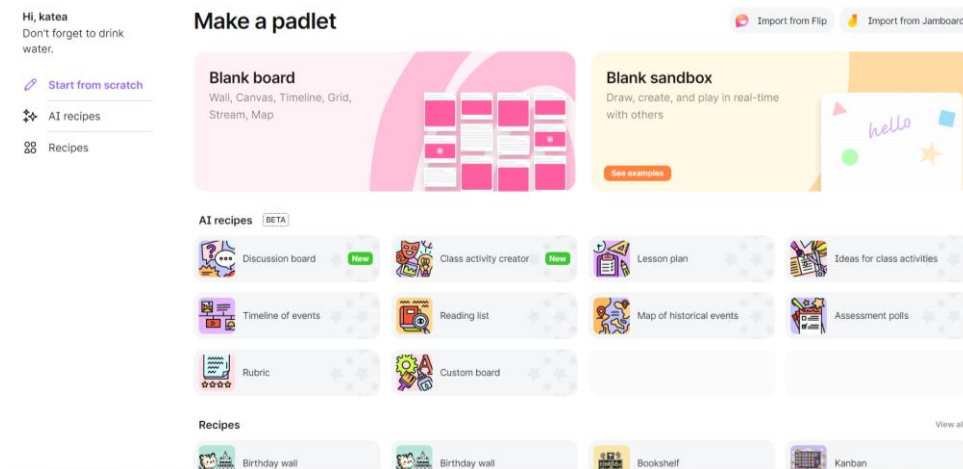 Hi, katea
Don't forget to drink
water.
Start from scratch
AI recipes
Recipes
Make a padlet
Import from Flip
Import from Jamboard
Blank board
Wall, Canvas, Timeline, Grid,
Stream, Map
Blank sandbox
Draw, create, and play in real-time
with others
See examples
hello
AI recipes BETA
Discussion board New
Class activity creator New
Lesson plan
Ideas for class activities
Timeline of events
Reading list
Map of historical events
Assessment polls
Rubric
Custom board
Recipes
View al
Birthday wall
Birthday wall
Bookshelf
Kanban